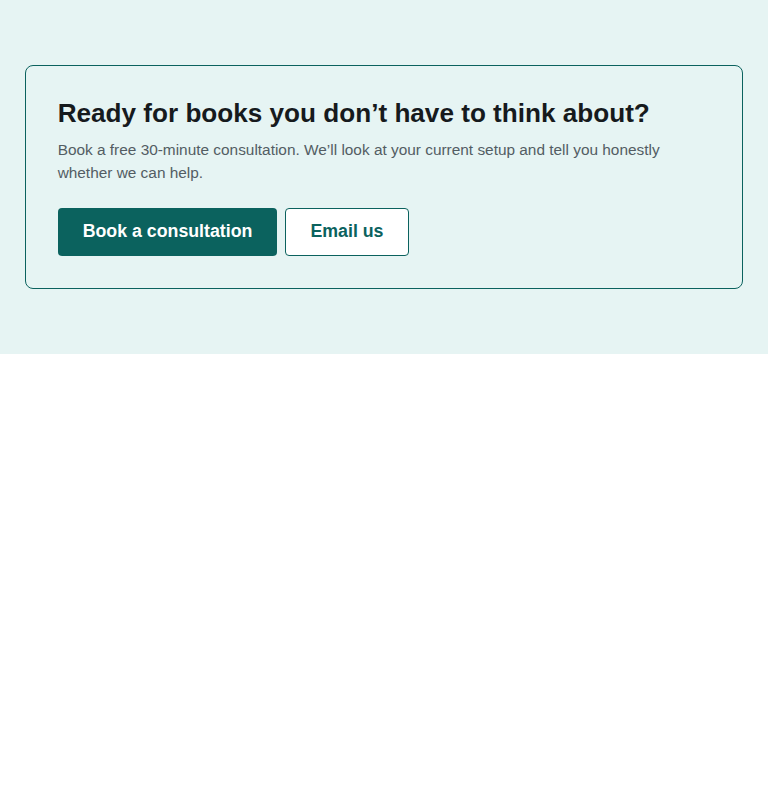 Ready for books you don’t have to think about?
Book a free 30-minute consultation. We’ll look at your current setup and tell you honestly
whether we can help.
Book a consultation
Email us